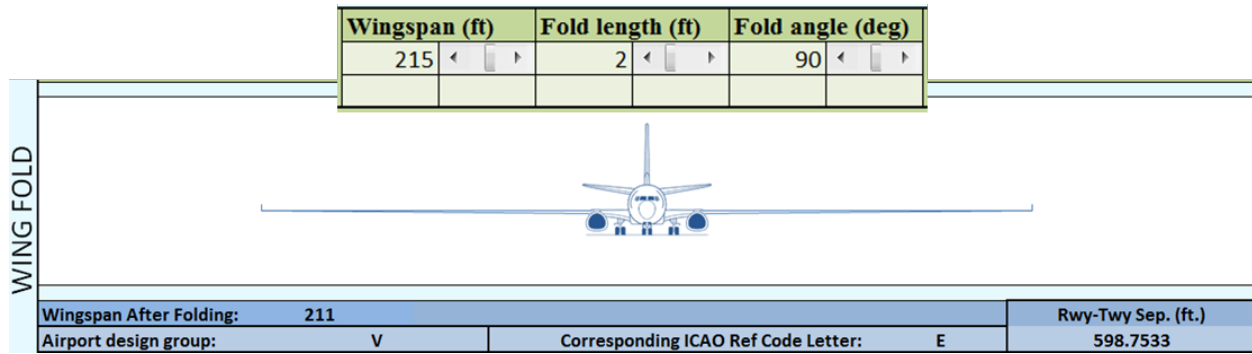 Wingspan (ft) Fold length (ft) Fold angle (deg)
215 2 90
WING FOLD
Wingspan After Folding: 211 Rwy-Twy Sep. (ft.)
Airport design group: V Corresponding ICAO Ref Code Letter: E 598.7533